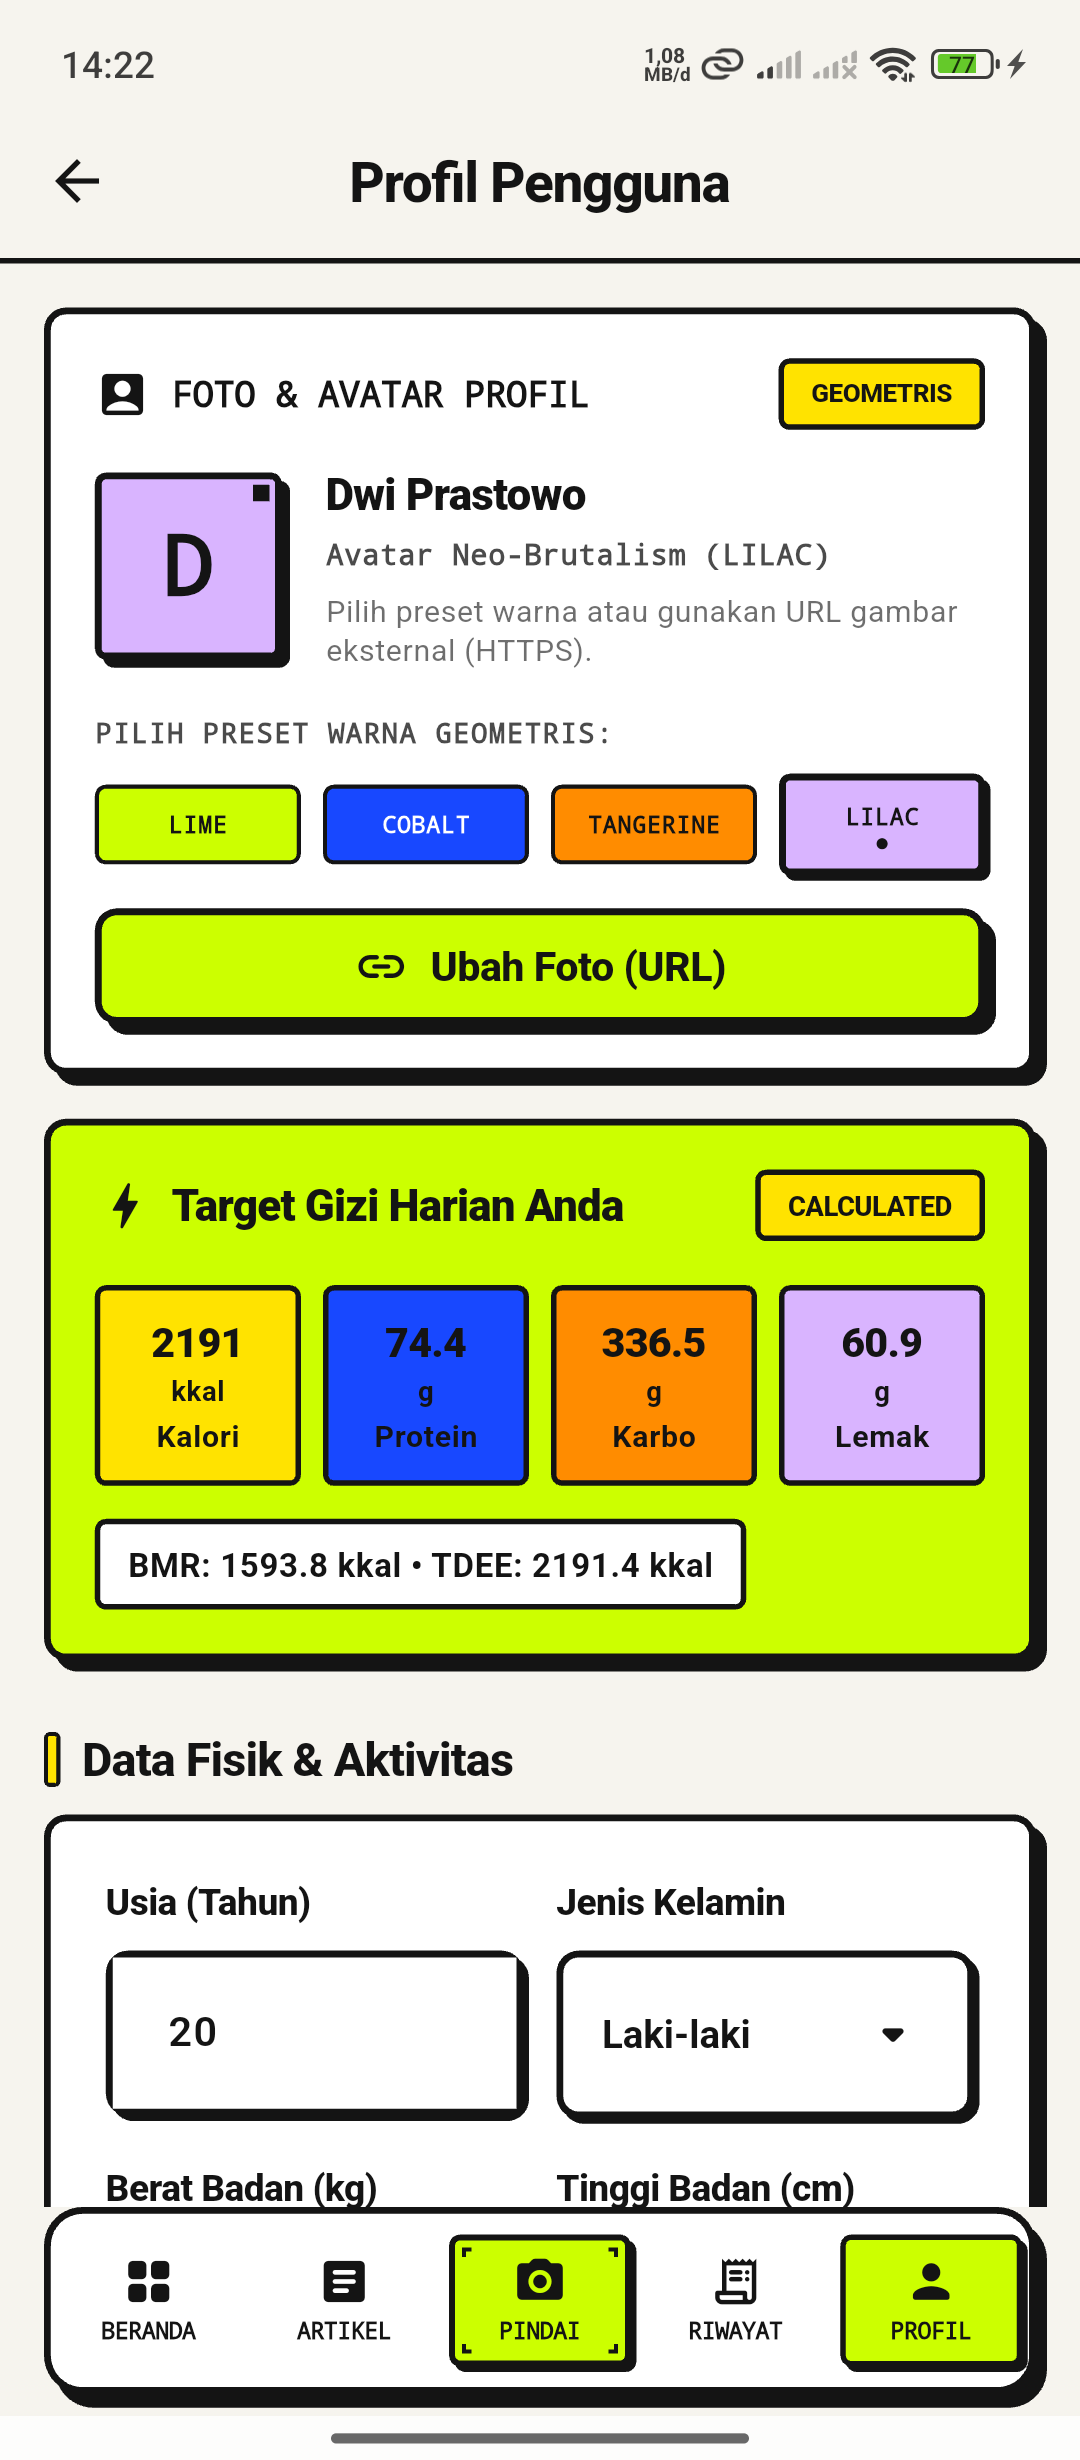 14:22
1,08
MB/d
77
Profil Pengguna
FOTO & AVATAR PROFIL
GEOMETRIS
D
Dwi Prastowo
Avatar Neo-Brutalism (LILAC)
Pilih preset warna atau gunakan URL gambar
eksternal (HTTPS).
PILIH PRESET WARNA GEOMETRIS:
LIME
COBALT
TANGERINE
LILAC
Ubah Foto (URL)
Target Gizi Harian Anda
CALCULATED
2191
kkal
Kalori
74.4
g
Protein
336.5
g
Karbo
60.9
g
Lemak
BMR: 1593.8 kkal • TDEE: 2191.4 kkal
Data Fisik & Aktivitas
Usia (Tahun)
Jenis Kelamin
20
Laki-laki
Berat Badan (kg)
Tinggi Badan (cm)
BERANDA
ARTIKEL
PINDAI
RIWAYAT
PROFIL